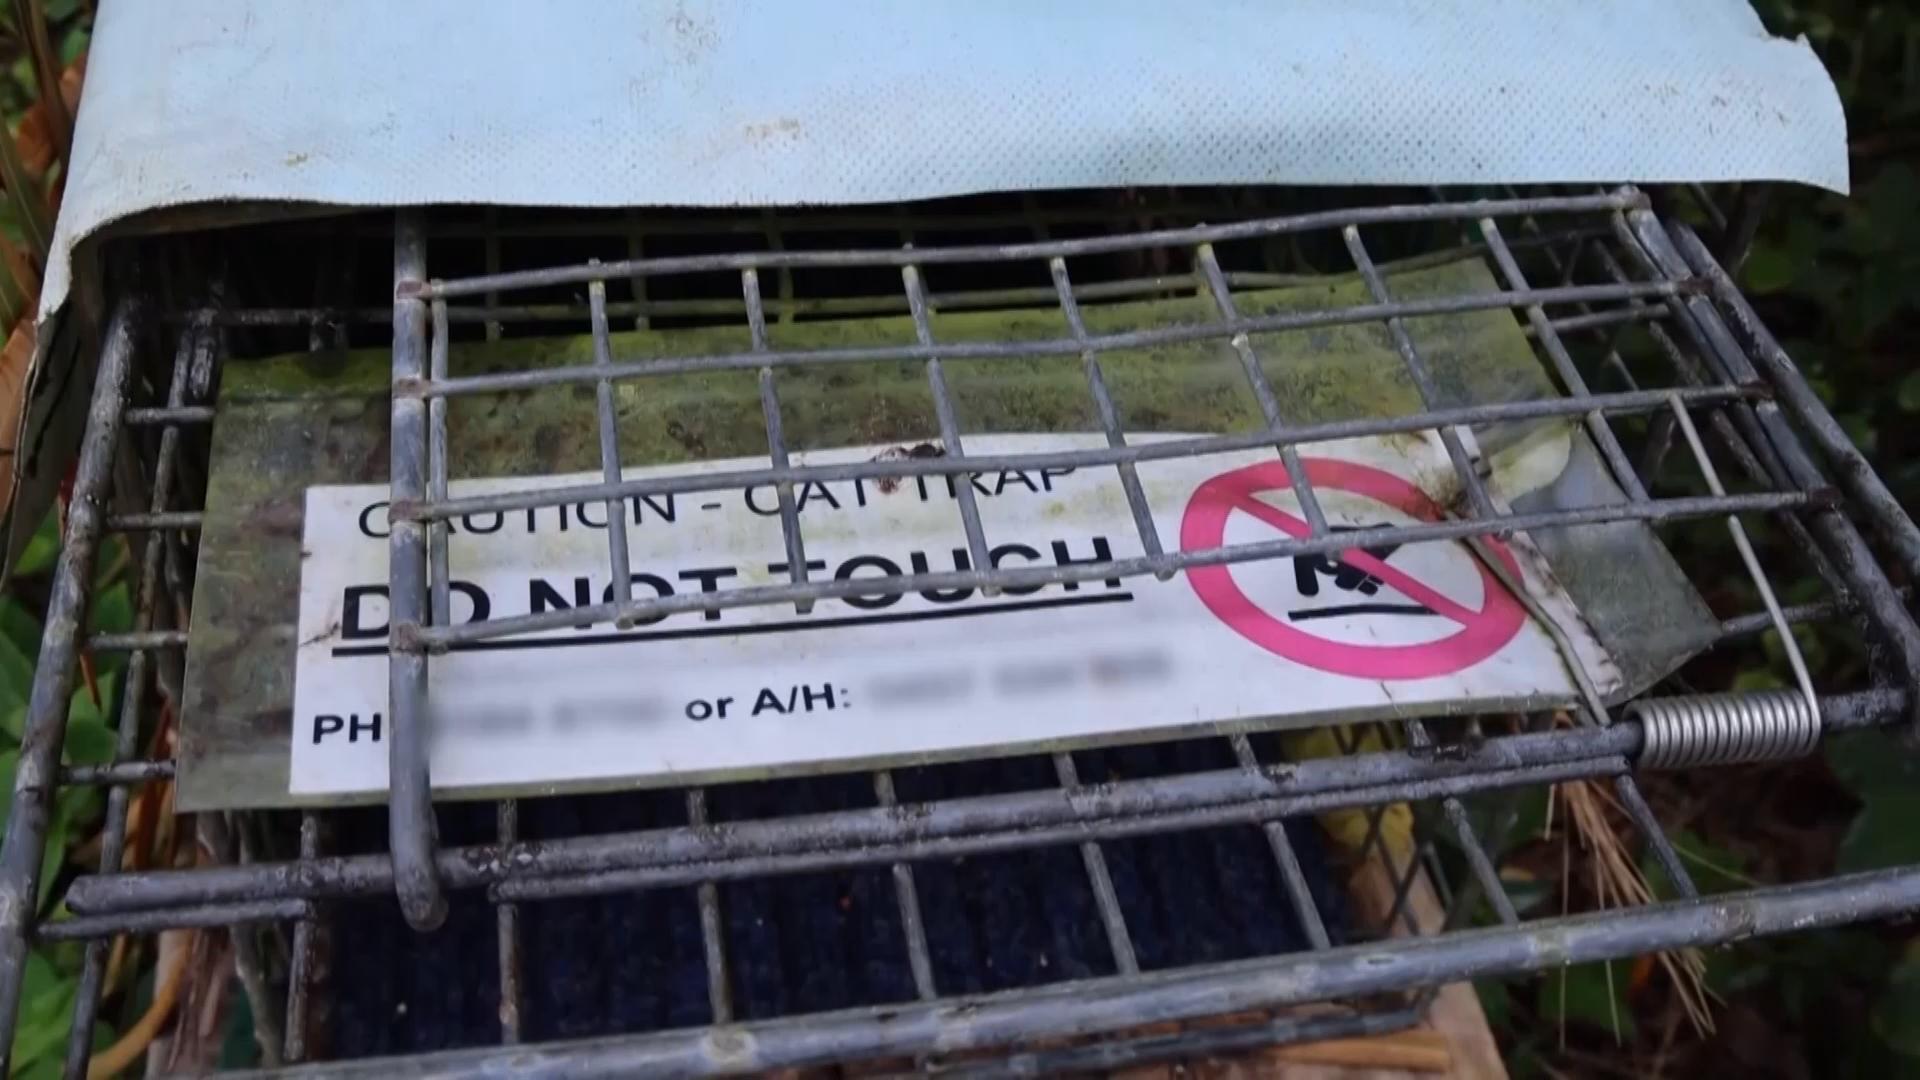 CAUTION - CAT TRAP
DO NOT TOUCH
PH or A/H: